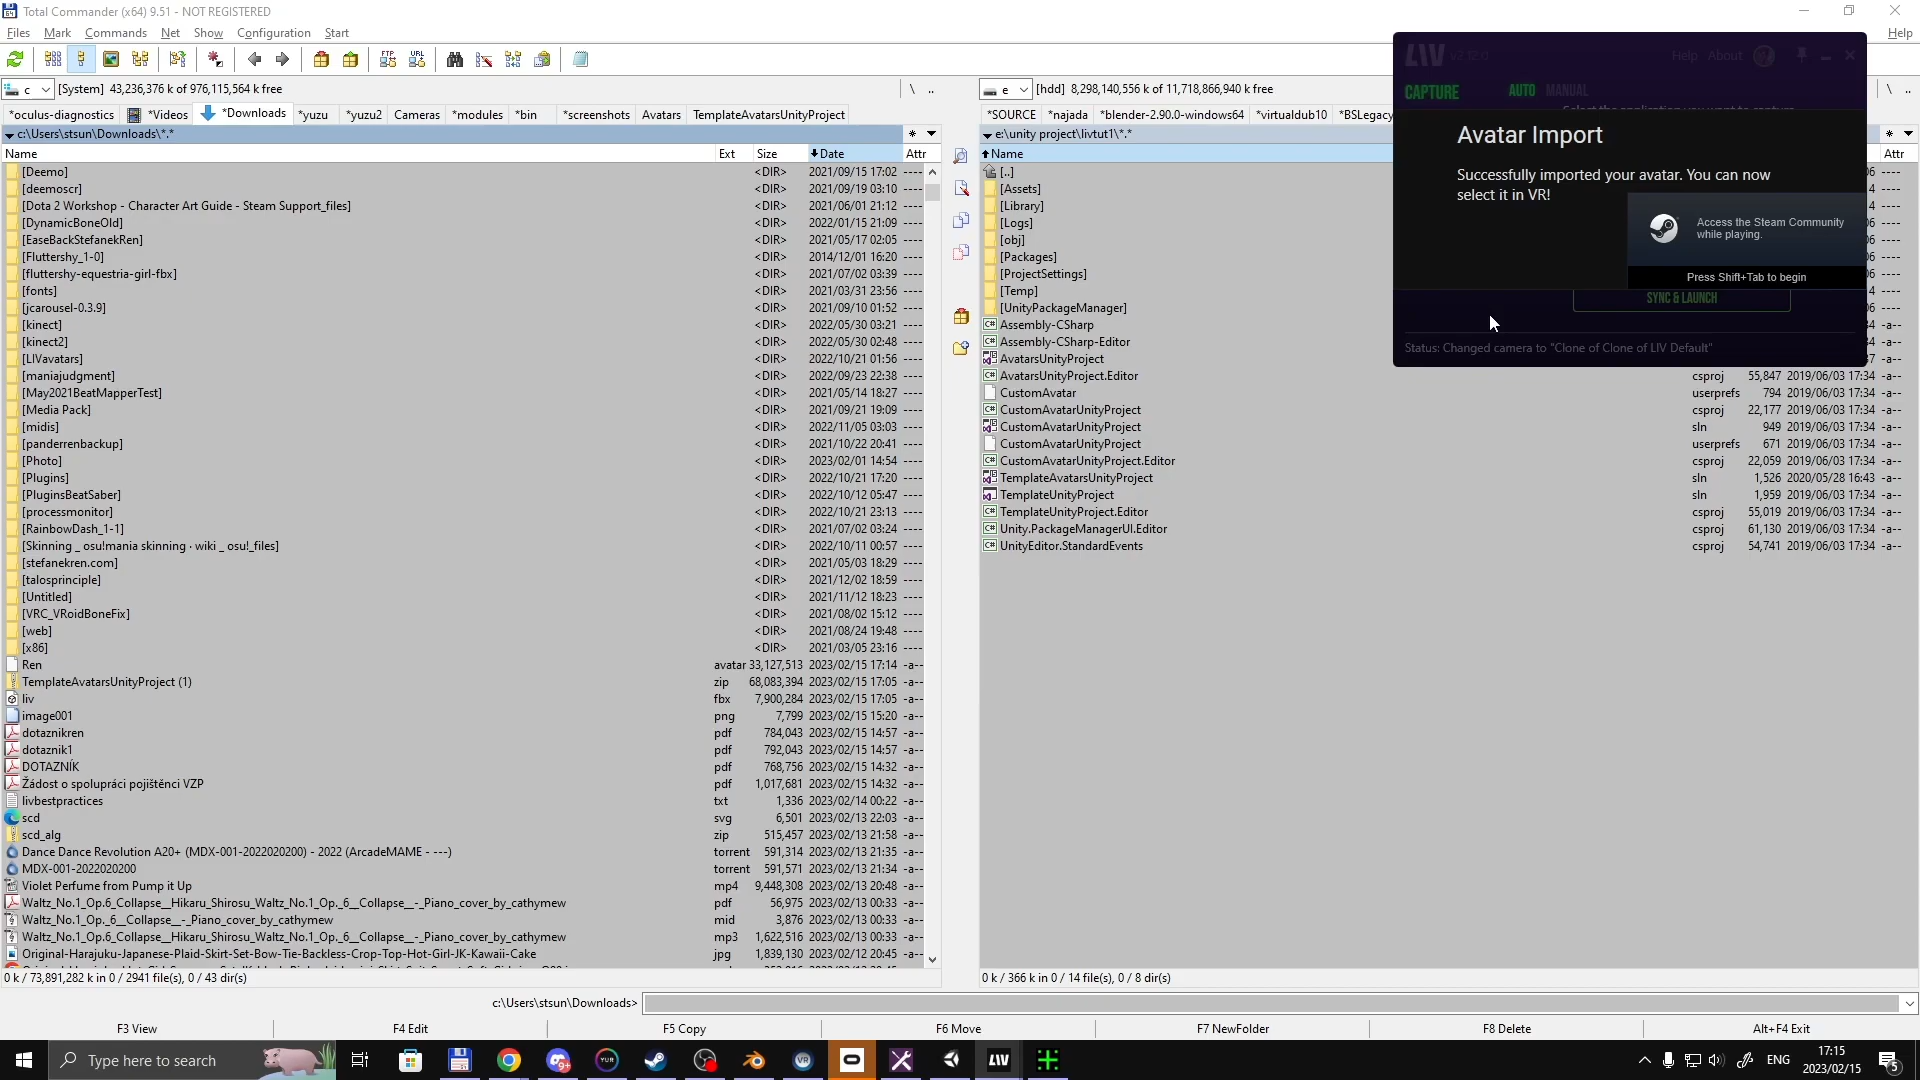 Total Commander (x64) 9.51 - NOT REGISTERED
Files Mark Commands Net Show Configuration Start Help
c [System] 43,236,376 k of 976,115,564 k free \ ..
*oculus-diagnostics *Videos *Downloads *yuzu *yuzu2 Cameras *modules *bin *screenshots Avatars TemplateAvatarsUnityProject
c:\Users\stsun\Downloads\*.* *
Name Ext Size Date Attr
[Deemo] <DIR> 2021/09/15 17:02 ----
[deemoscr] <DIR> 2021/09/19 03:10 ----
[Dota 2 Workshop - Character Art Guide - Steam Support_files] <DIR> 2021/06/01 21:12 ----
[DynamicBoneOld] <DIR> 2022/01/15 21:09 ----
[EaseBackStefanekRen] <DIR> 2021/05/17 02:05 ----
[Fluttershy_1-0] <DIR> 2014/12/01 16:20 ----
[fluttershy-equestria-girl-fbx] <DIR> 2021/07/02 03:39 ----
[fonts] <DIR> 2021/03/31 23:56 ----
[jcarousel-0.3.9] <DIR> 2021/09/10 01:52 ----
[kinect] <DIR> 2022/05/30 03:21 ----
[kinect2] <DIR> 2022/05/30 02:48 ----
[LIVavatars] <DIR> 2022/10/21 01:56 ----
[maniajudgment] <DIR> 2022/09/23 22:38 ----
[May2021BeatMapperTest] <DIR> 2021/05/14 18:27 ----
[Media Pack] <DIR> 2021/09/21 19:09 ----
[midis] <DIR> 2022/11/05 03:03 ----
[panderrenbackup] <DIR> 2021/10/22 20:41 ----
[Photo] <DIR> 2023/02/01 14:54 ----
[Plugins] <DIR> 2022/10/21 17:20 ----
[PluginsBeatSaber] <DIR> 2022/10/12 05:47 ----
[processmonitor] <DIR> 2022/10/21 23:13 ----
[RainbowDash_1-1] <DIR> 2021/07/02 03:24 ----
[Skinning _ osu!mania skinning · wiki _ osu!_files] <DIR> 2022/10/11 00:57 ----
[stefanekren.com] <DIR> 2021/05/03 18:29 ----
[talosprinciple] <DIR> 2021/12/02 18:59 ----
[Untitled] <DIR> 2021/11/12 18:23 ----
[VRC_VRoidBoneFix] <DIR> 2021/08/02 15:12 ----
[web] <DIR> 2021/08/24 19:48 ----
[x86] <DIR> 2021/03/05 23:16 ----
Ren avatar 33,127,513 2023/02/15 17:14 -a--
TemplateAvatarsUnityProject (1) zip 68,083,394 2023/02/15 17:05 -a--
liv fbx 7,900,284 2023/02/15 17:05 -a--
image001 png 7,799 2023/02/15 15:20 -a--
dotaznikren pdf 784,043 2023/02/15 14:57 -a--
dotaznik1 pdf 792,043 2023/02/15 14:57 -a--
DOTAZNÍK pdf 768,756 2023/02/15 14:32 -a--
Žádost o spolupráci pojištěnci VZP pdf 1,017,681 2023/02/15 14:32 -a--
livbestpractices txt 1,336 2023/02/14 00:22 -a--
scd svg 6,501 2023/02/13 22:03 -a--
scd_alg zip 515,457 2023/02/13 21:58 -a--
Dance Dance Revolution A20+ (MDX-001-2022020200) - 2022 (ArcadeMAME - ---) torrent 591,314 2023/02/13 21:35 -a--
MDX-001-2022020200 torrent 591,571 2023/02/13 21:34 -a--
Violet Perfume from Pump it Up mp4 9,448,308 2023/02/13 20:48 -a--
Waltz_No.1_Op.6_Collapse__Hikaru_Shirosu_Waltz_No.1_Op._6__Collapse__-_Piano_cover_by_cathymew pdf 56,975 2023/02/13 00:33 -a--
Waltz_No.1_Op._6__Collapse__-_Piano_cover_by_cathymew mid 3,876 2023/02/13 00:33 -a--
Waltz_No.1_Op.6_Collapse__Hikaru_Shirosu_Waltz_No.1_Op._6__Collapse__-_Piano_cover_by_cathymew mp3 1,622,516 2023/02/13 00:33 -a--
Original-Harajuku-Japanese-Plaid-Skirt-Set-Bow-Tie-Backless-Crop-Top-Hot-Girl-JK-Kawaii-Cake jpg 1,839,130 2023/02/12 20:45 -a--
0 k / 73,891,282 k in 0 / 2941 file(s), 0 / 43 dir(s)
e [hdd] 8,298,140,556 k of 11,718,866,940 k free \ ..
*SOURCE *najada *blender-2.90.0-windows64 *virtualdub10 *BSLegacy
e:\unity project\livtut1\*.* *
Name Attr
[..]
[Assets]
[Library]
[Logs]
[obj]
[Packages]
[ProjectSettings]
[Temp]
[UnityPackageManager]
Assembly-CSharp
Assembly-CSharp-Editor
AvatarsUnityProject
AvatarsUnityProject.Editor csproj 55,847 2019/06/03 17:34 -a--
CustomAvatar userprefs 794 2019/06/03 17:34 -a--
CustomAvatarUnityProject csproj 22,177 2019/06/03 17:34 -a--
CustomAvatarUnityProject sln 949 2019/06/03 17:34 -a--
CustomAvatarUnityProject userprefs 671 2019/06/03 17:34 -a--
CustomAvatarUnityProject.Editor csproj 22,059 2019/06/03 17:34 -a--
TemplateAvatarsUnityProject sln 1,526 2020/05/28 16:43 -a--
TemplateUnityProject sln 1,959 2019/06/03 17:34 -a--
TemplateUnityProject.Editor csproj 55,019 2019/06/03 17:34 -a--
Unity.PackageManagerUI.Editor csproj 61,130 2019/06/03 17:34 -a--
UnityEditor.StandardEvents csproj 54,741 2019/06/03 17:34 -a--
0 k / 366 k in 0 / 14 file(s), 0 / 8 dir(s)
LIV Help About
CAPTURE AUTO MANUAL
Select the application you want to capture
Avatar Import
Successfully imported your avatar. You can now
select it in VR!
Access the Steam Community
while playing.
Press Shift+Tab to begin
SYNC & LAUNCH
Status: Changed camera to "Clone of Clone of LIV Default"
c:\Users\stsun\Downloads>
F3 View F4 Edit F5 Copy F6 Move F7 NewFolder F8 Delete Alt+F4 Exit
Type here to search
YUR VR LIV
ENG 17:15
2023/02/15
5